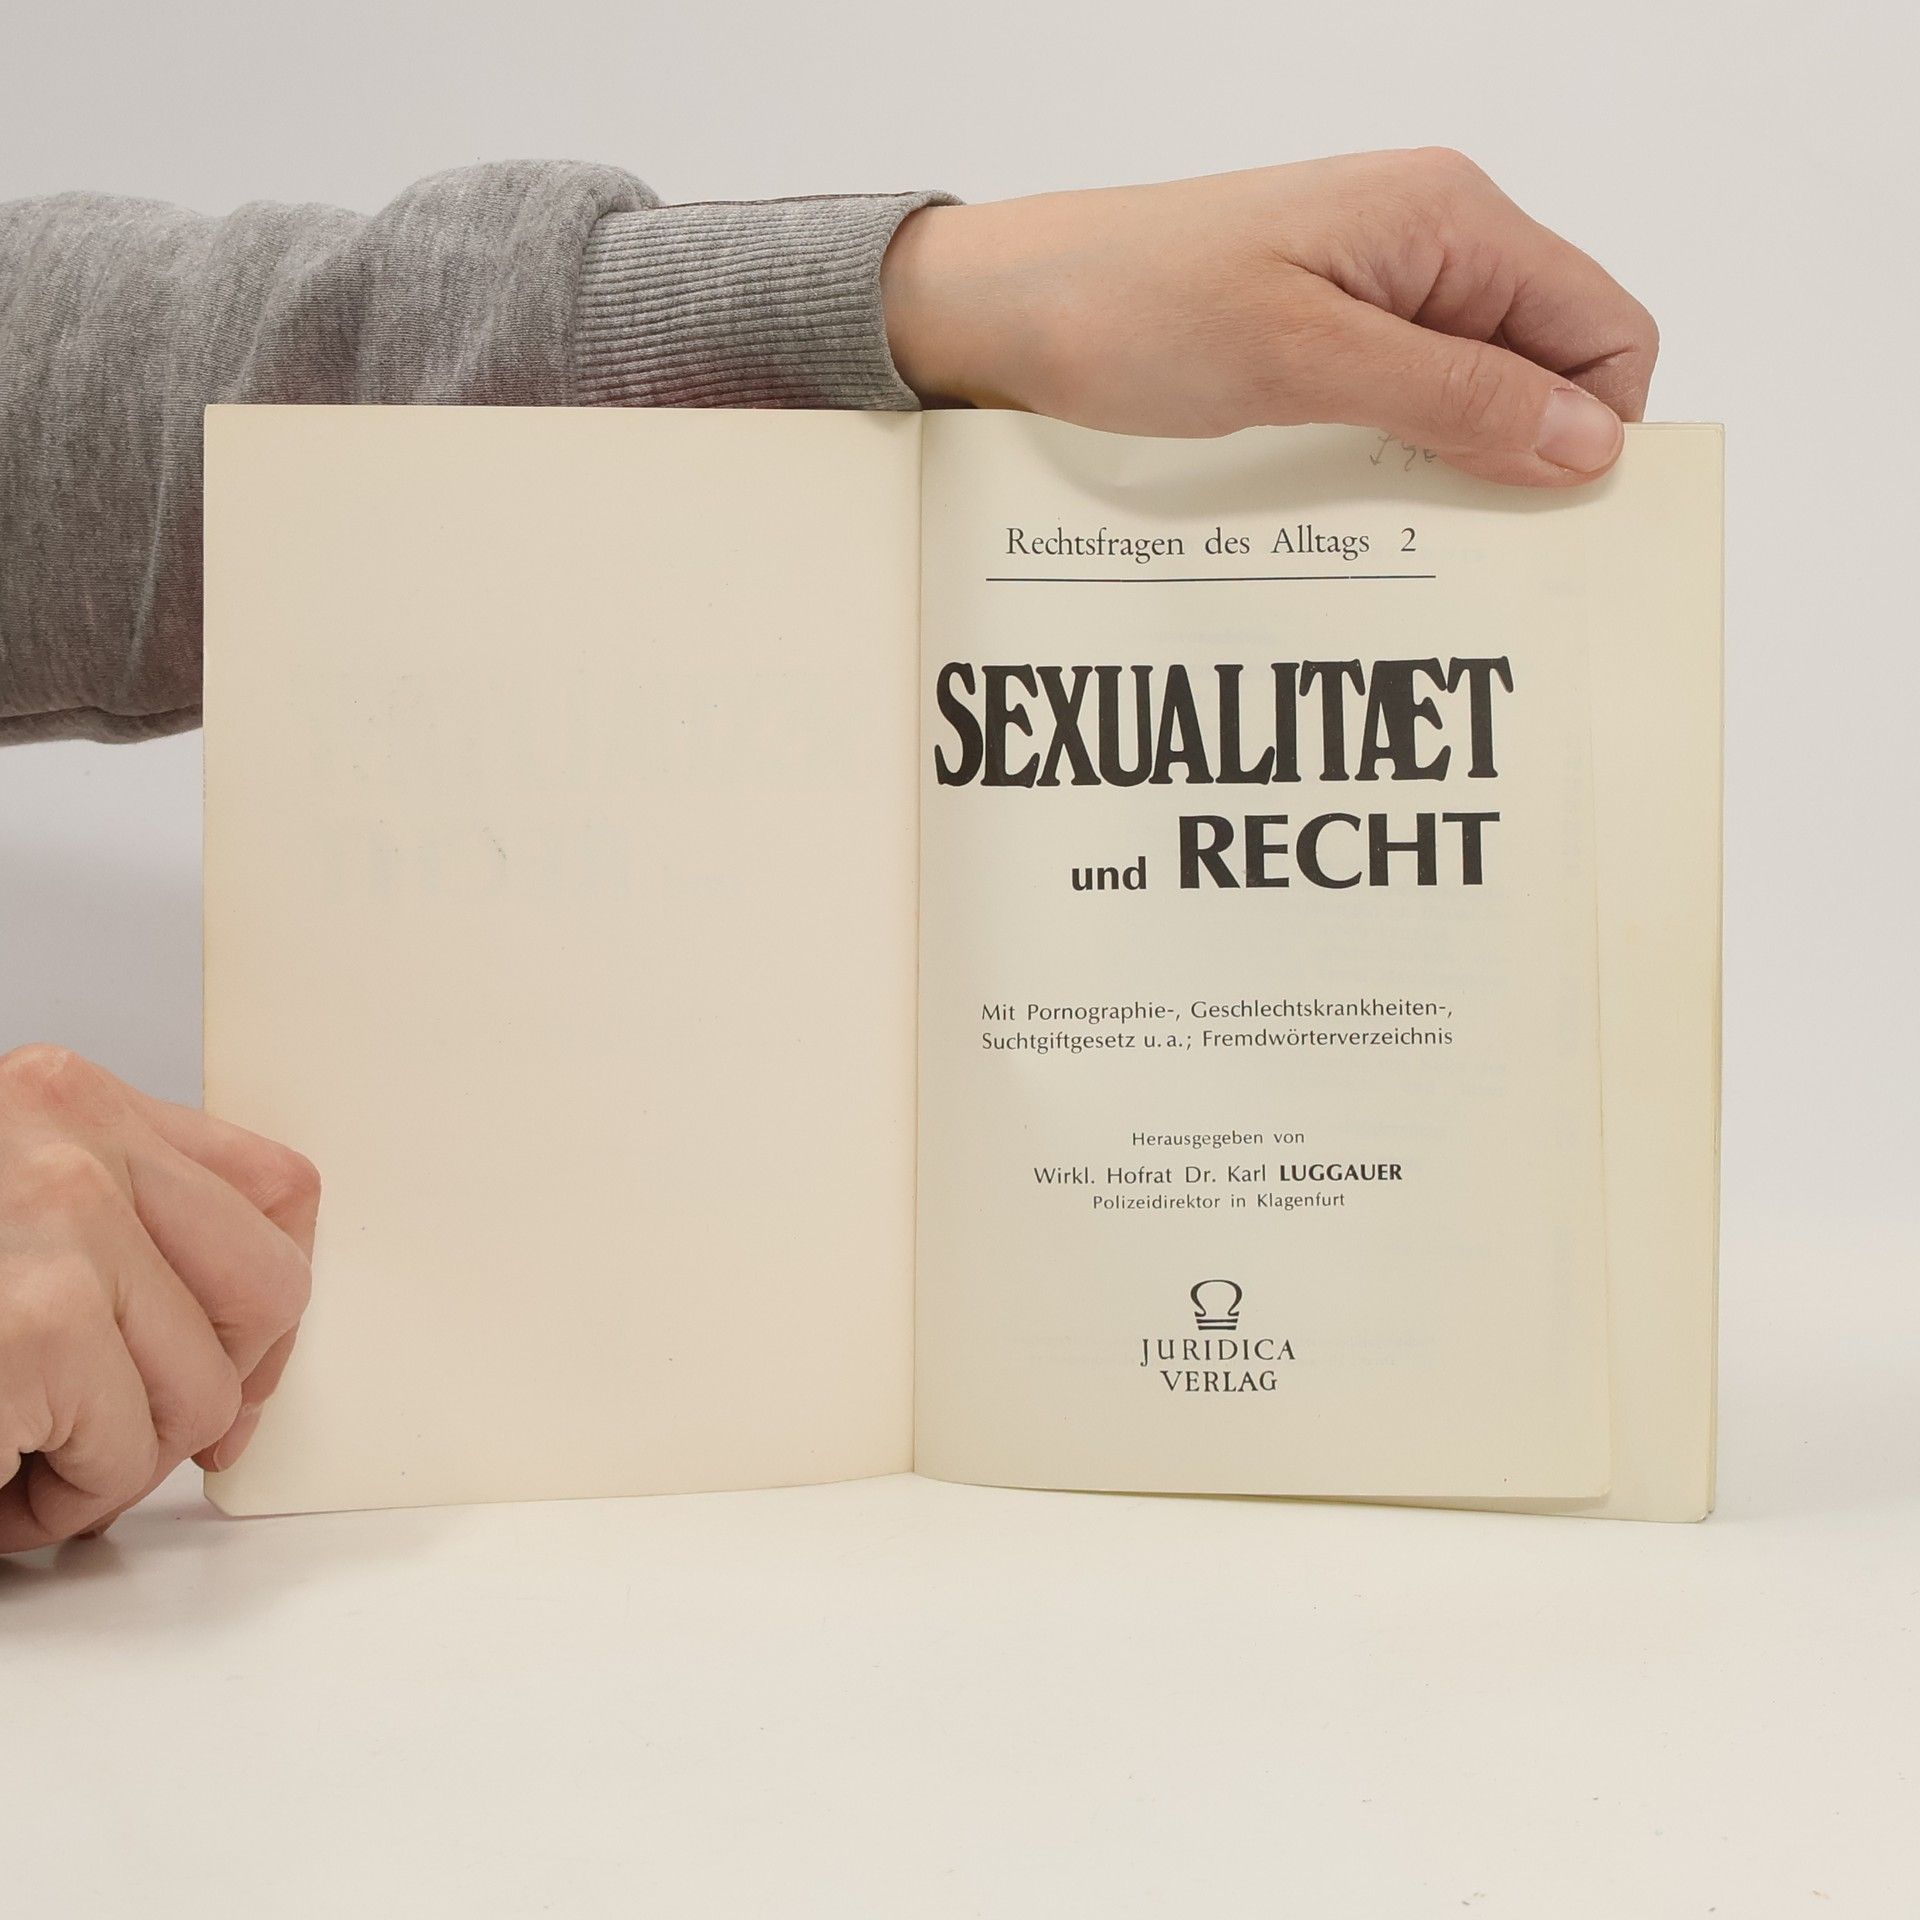 Rechtsfragen des Alltags 2
SEXUALITÆT
und RECHT
Mit Pornographie-, Geschlechtskrankheiten-,
Suchtgiftgesetz u. a.; Fremdwörterverzeichnis
Herausgegeben von
Wirkl. Hofrat Dr. Karl LUGGAUER
Polizeidirektor in Klagenfurt
JURIDICA
VERLAG